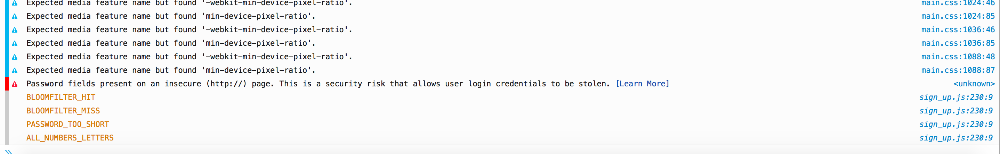 Expected media feature name but found '-webkit-min-device-pixel-ratio'. main.css:1024:46
Expected media feature name but found 'min-device-pixel-ratio'. main.css:1024:85
Expected media feature name but found '-webkit-min-device-pixel-ratio'. main.css:1036:46
Expected media feature name but found 'min-device-pixel-ratio'. main.css:1036:85
Expected media feature name but found '-webkit-min-device-pixel-ratio'. main.css:1088:48
Expected media feature name but found 'min-device-pixel-ratio'. main.css:1088:87
Password fields present on an insecure (http://) page. This is a security risk that allows user login credentials to be stolen. [Learn More] <unknown>
BLOOMFILTER_HIT sign_up.js:230:9
BLOOMFILTER_MISS sign_up.js:230:9
PASSWORD_TOO_SHORT sign_up.js:230:9
ALL_NUMBERS_LETTERS sign_up.js:230:9